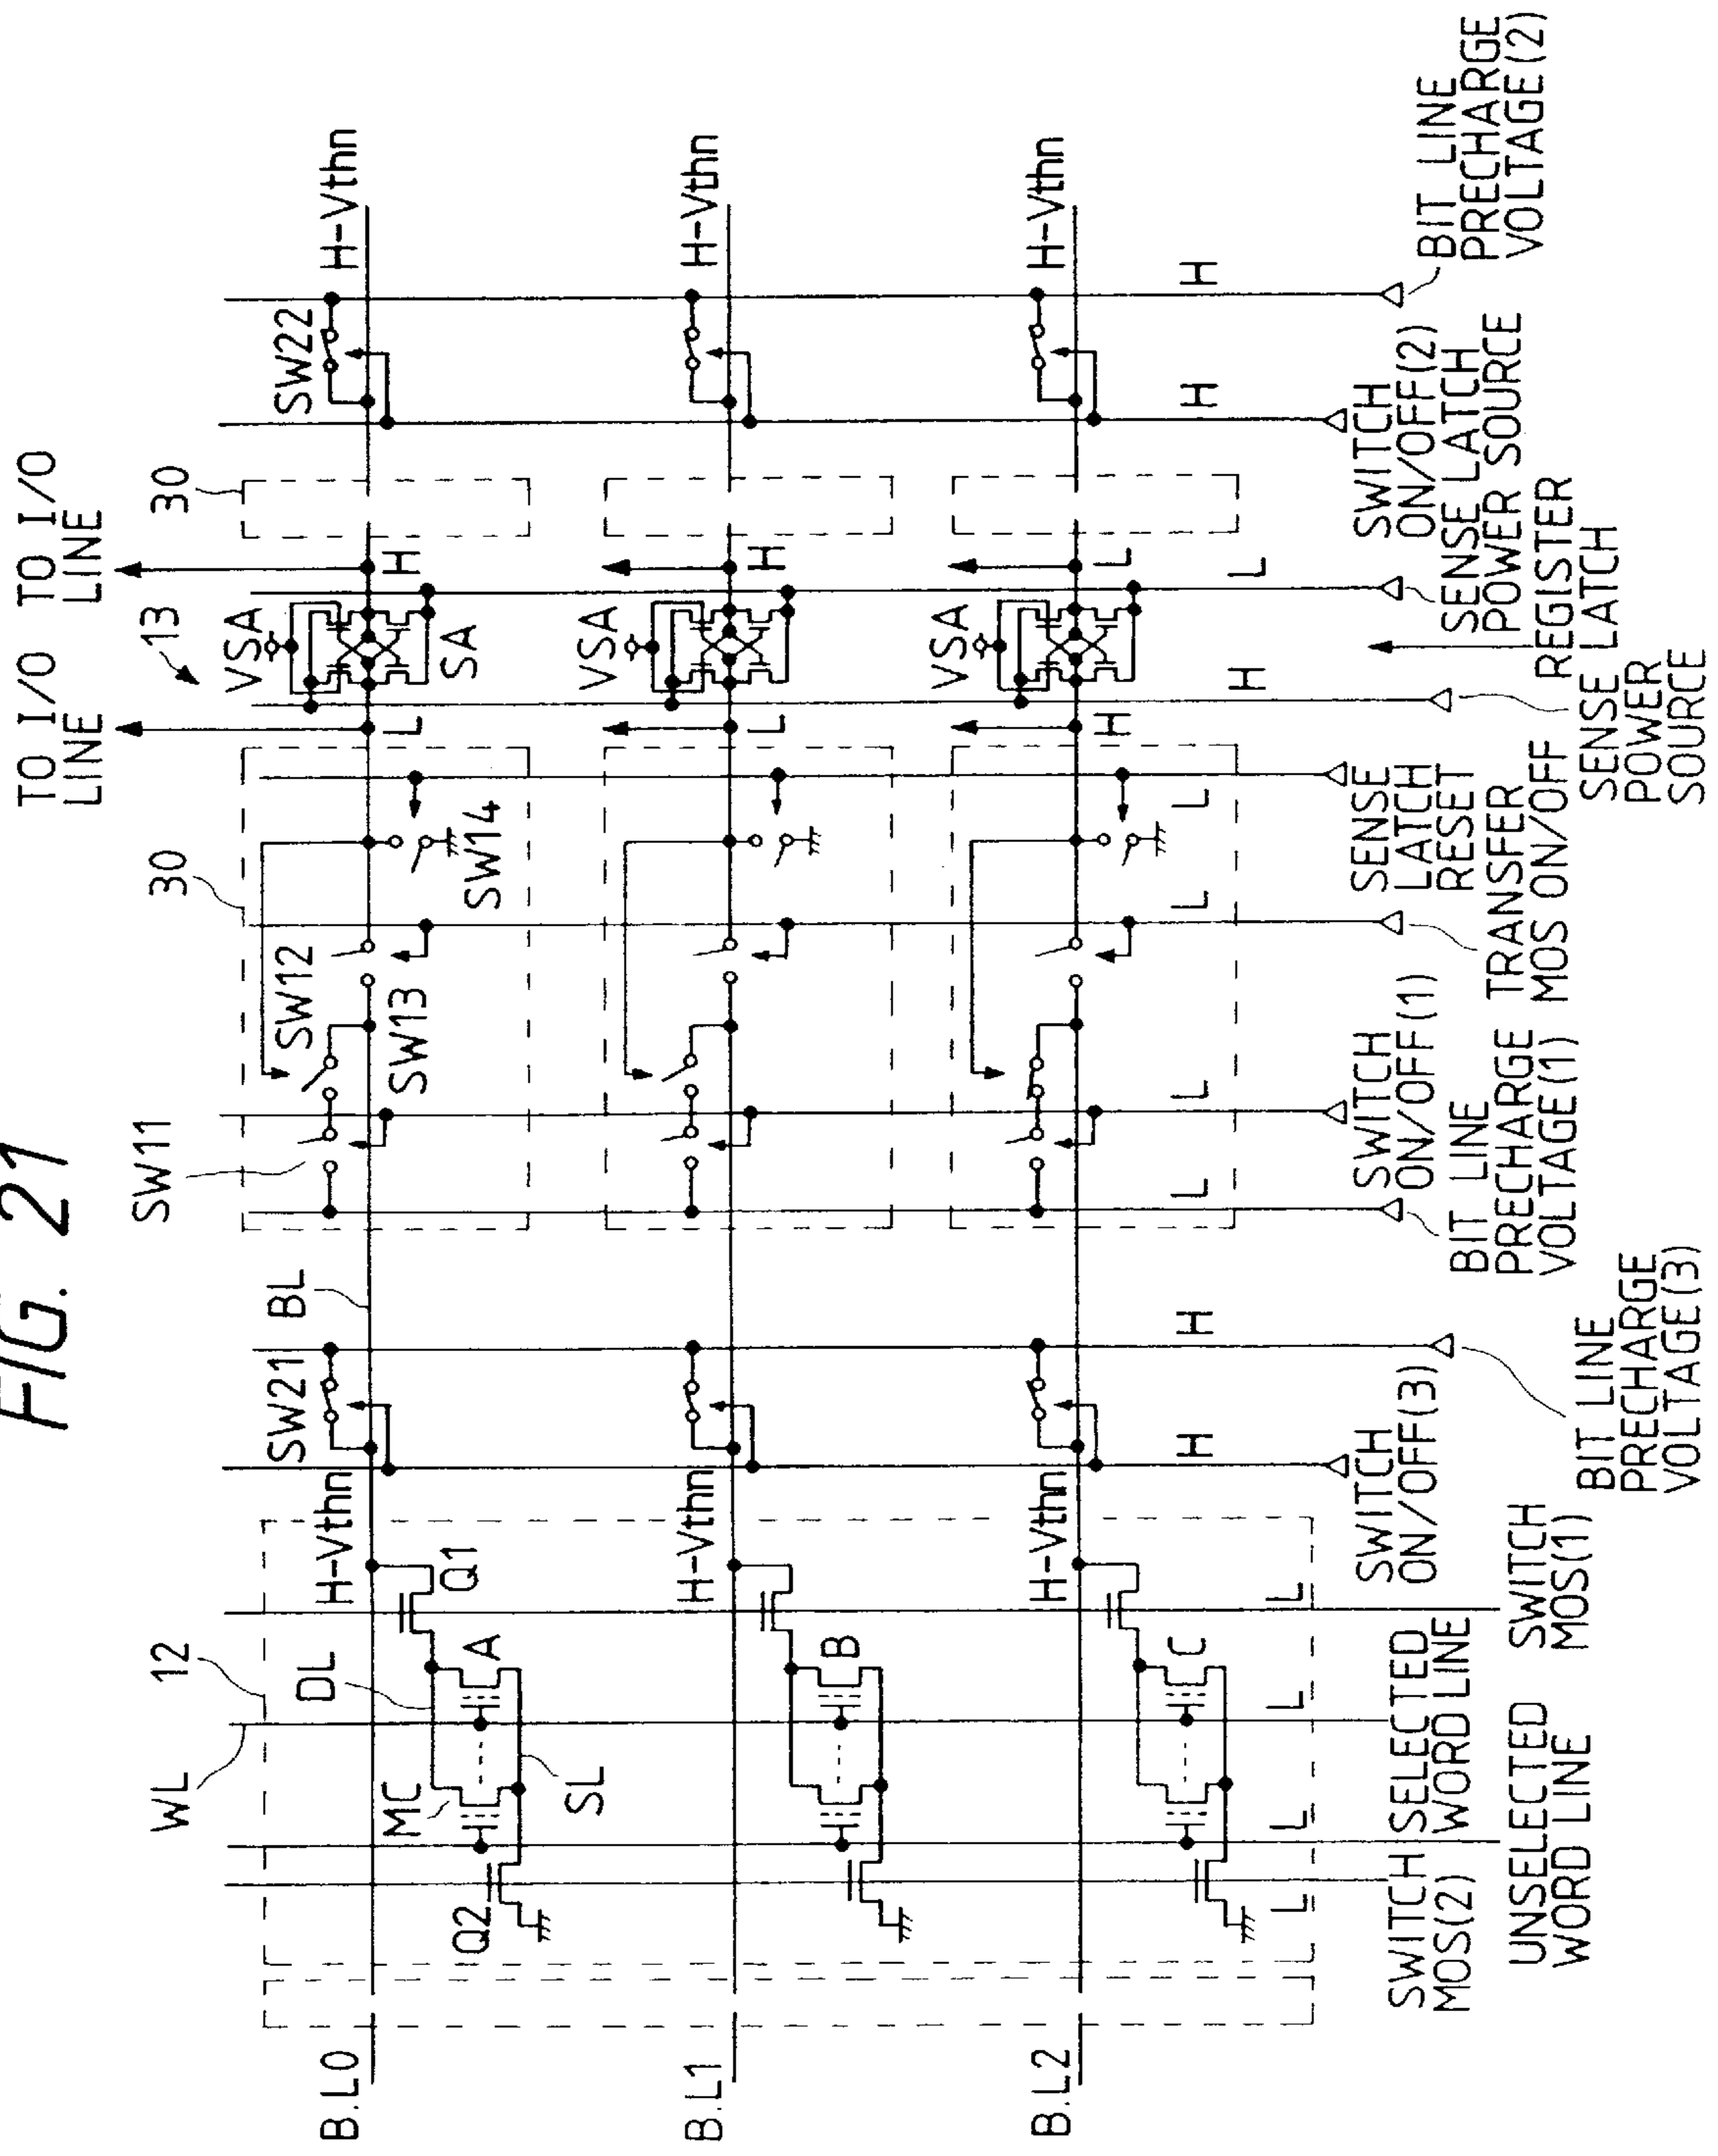 FIG. 21
TO I/O
LINE
TO I/O
LINE
13
30
30
SW11
12
WL
B.L0
Q2
MC
DL
SL
A
Q1
H-Vthn
SW21
BL
SW12
SW13
SW14
L
VSA
SA
H
SW22
H-Vthn
B.L1
B
H-Vthn
L
VSA
H
H-Vthn
B.L2
C
H-Vthn
H
VSA
L
H-Vthn
L
L
L
L
H
H
L
L
L
L
H
L
H
H
SWITCH
MOS(2)
UNSELECTED
WORD LINE
SELECTED
WORD LINE
SWITCH
MOS(1)
SWITCH
ON/OFF(3)
BIT LINE
PRECHARGE
VOLTAGE(3)
BIT LINE
PRECHARGE
VOLTAGE(1)
SWITCH
ON/OFF(1)
TRANSFER
MOS ON/OFF
SENSE
LATCH
RESET
SENSE LATCH
POWER
SOURCE
REGISTER
SENSE LATCH
POWER SOURCE
SWITCH
ON/OFF(2)
BIT LINE
PRECHARGE
VOLTAGE(2)